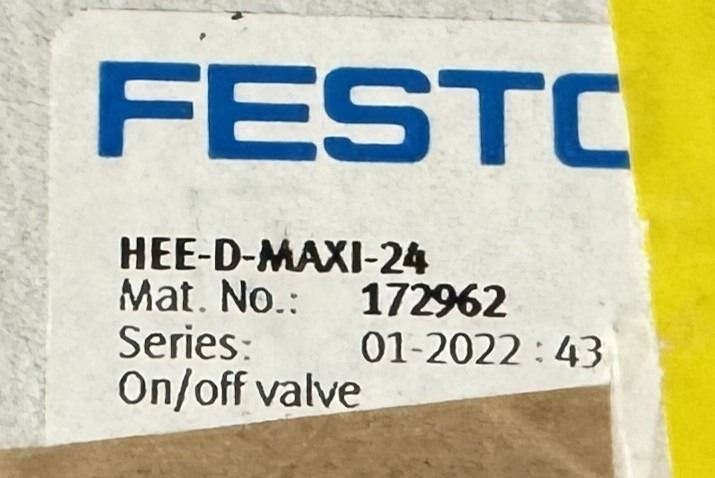 FESTO
HEE-D-MAXI-24
Mat. No.: 172962
Series: 01-2022 : 43
On/off valve